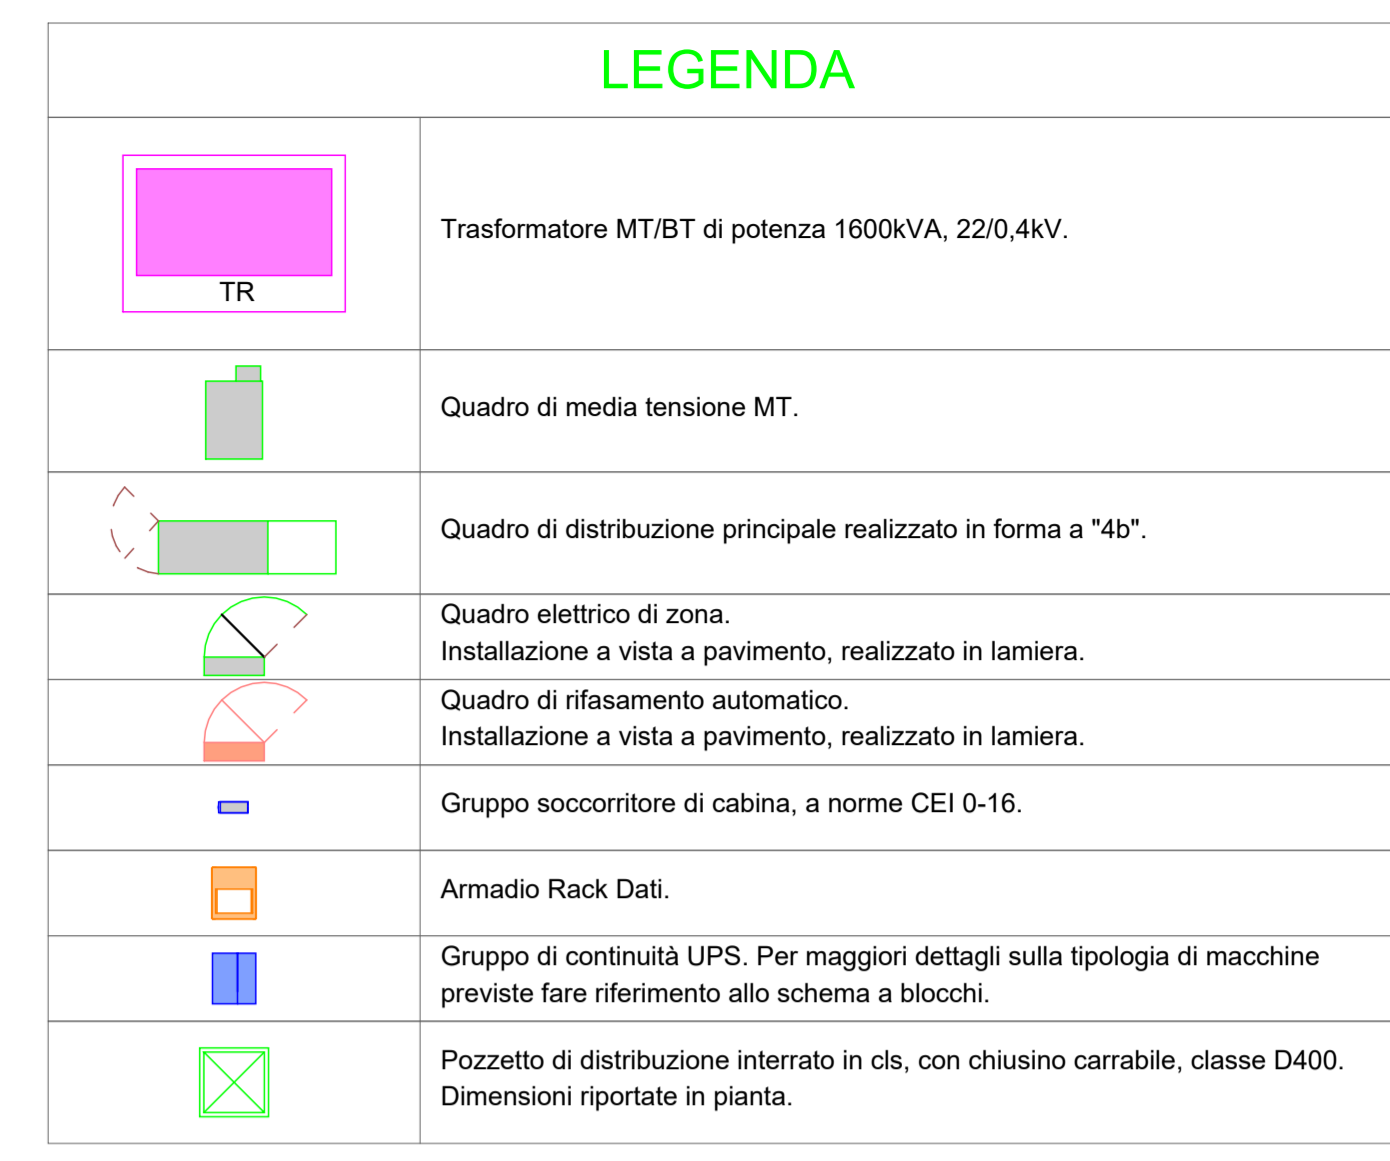 LEGENDA
TR
Trasformatore MT/BT di potenza 1600kVA, 22/0,4kV.
Quadro di media tensione MT.
Quadro di distribuzione principale realizzato in forma a "4b".
Quadro elettrico di zona.
Installazione a vista a pavimento, realizzato in lamiera.
Quadro di rifasamento automatico.
Installazione a vista a pavimento, realizzato in lamiera.
Gruppo soccorritore di cabina, a norme CEI 0-16.
Armadio Rack Dati.
Gruppo di continuità UPS. Per maggiori dettagli sulla tipologia di macchine
previste fare riferimento allo schema a blocchi.
Pozzetto di distribuzione interrato in cls, con chiusino carrabile, classe D400.
Dimensioni riportate in pianta.